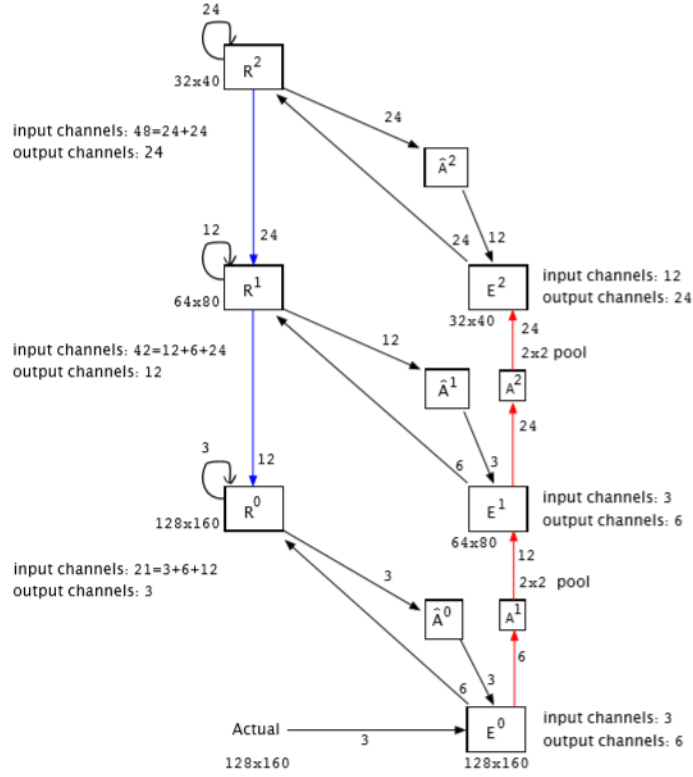 24
R²
32x40
24
input channels: 48=24+24
output channels: 24
Â²
12
24
24
12
R¹
64x80
E²
32x40
input channels: 12
output channels: 24
24
2x2 pool
12
input channels: 42=12+6+24
output channels: 12
Â¹
A²
24
3
12
6
3
R⁰
128x160
E¹
64x80
input channels: 3
output channels: 6
12
2x2 pool
input channels: 21=3+6+12
output channels: 3
3
Â⁰
A¹
6
3
6
Actual
3
E⁰
128x160
128x160
input channels: 3
output channels: 6